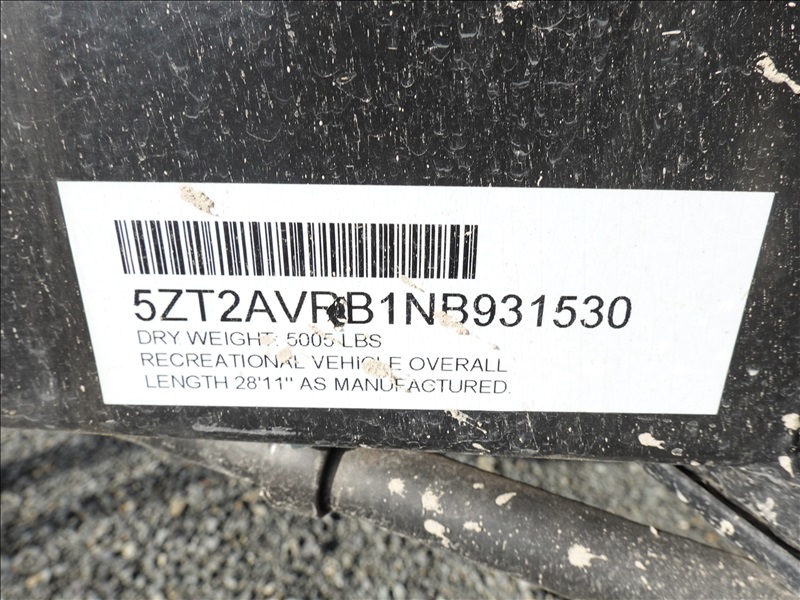 5ZT2AVRB1NB931530
DRY WEIGHT: 5005 LBS
RECREATIONAL VEHICLE OVERALL
LENGTH 28'11" AS MANUFACTURED.